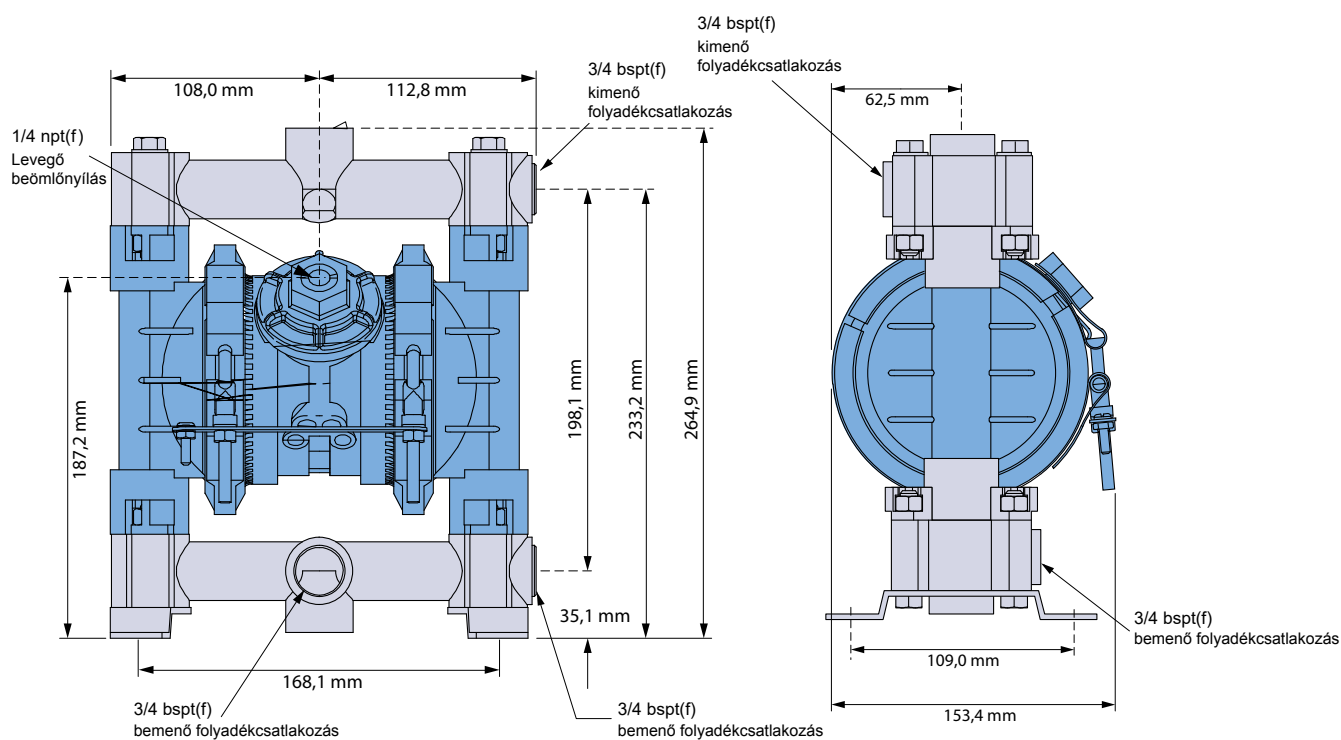 3/4 bspt(f)
kimenő
folyadékcsatlakozás
108,0 mm
112,8 mm
3/4 bspt(f)
kimenő
folyadékcsatlakozás
62,5 mm
1/4 npt(f)
Levegő
beömlőnyílás
187,2 mm
198,1 mm
233,2 mm
264,9 mm
35,1 mm
168,1 mm
109,0 mm
153,4 mm
3/4 bspt(f)
bemenő folyadékcsatlakozás
3/4 bspt(f)
bemenő folyadékcsatlakozás
3/4 bspt(f)
bemenő folyadékcsatlakozás